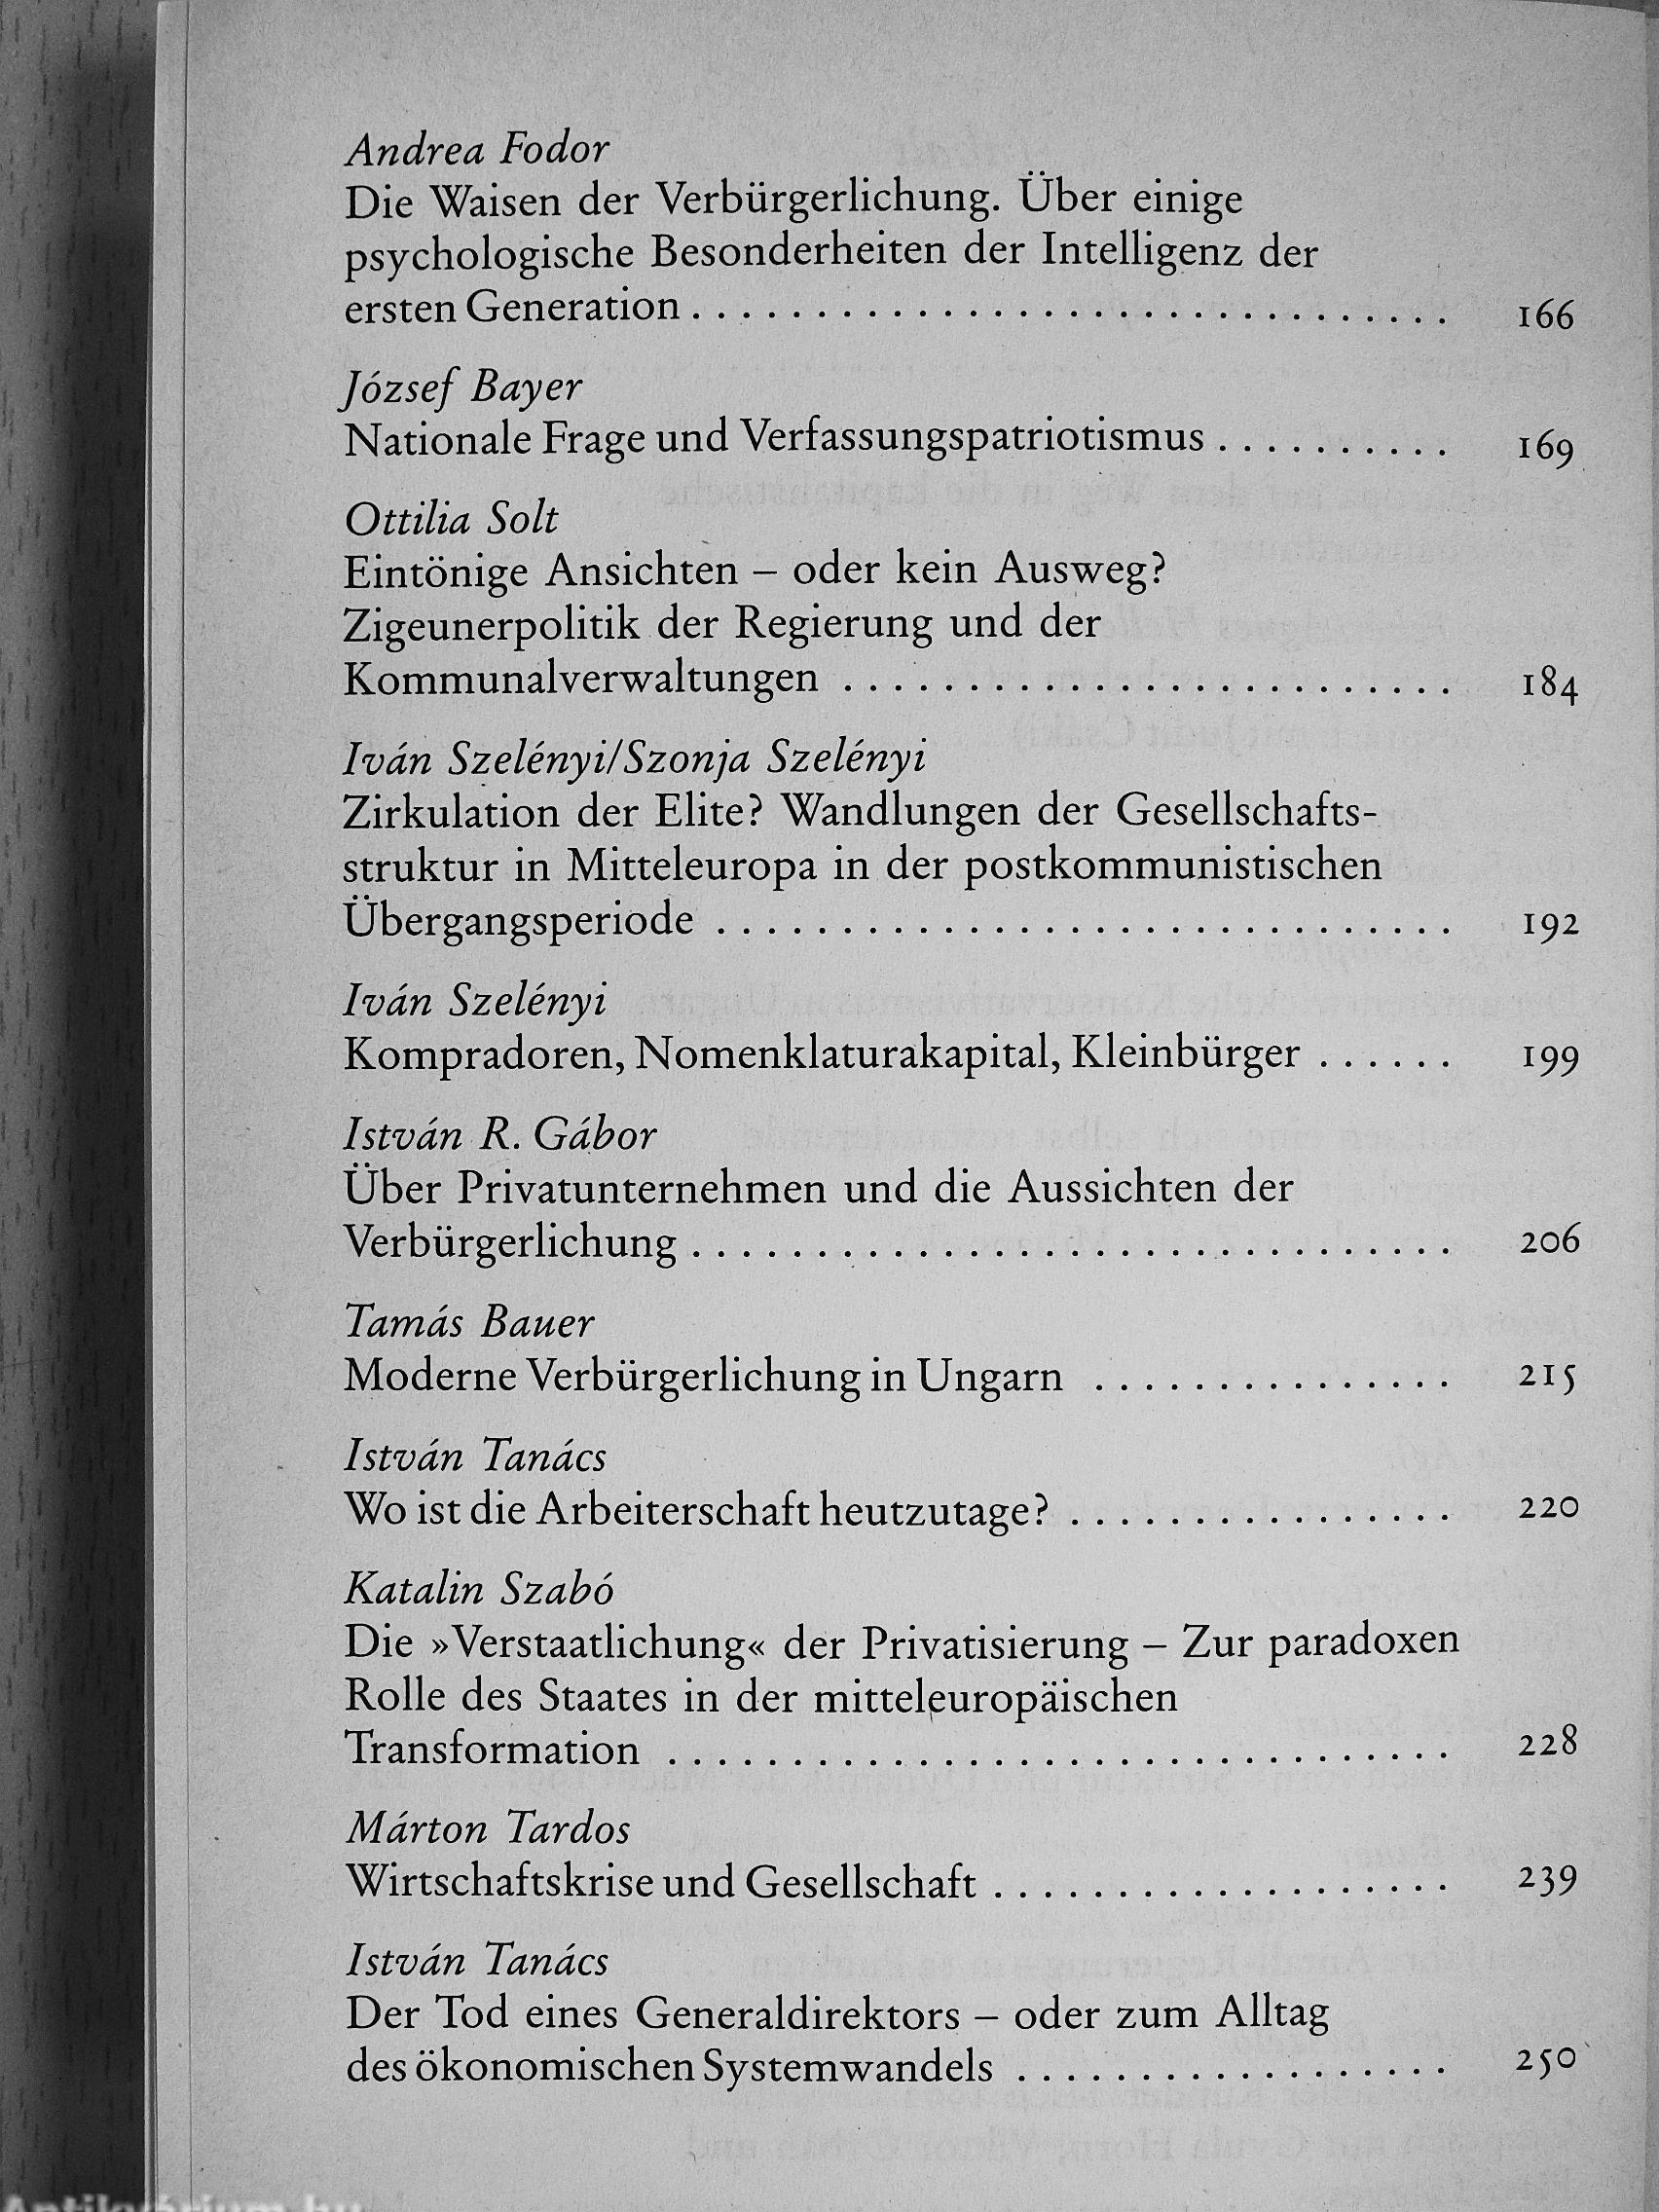 Andrea Fodor
Die Waisen der Verbürgerlichung. Über einige
psychologische Besonderheiten der Intelligenz der
ersten Generation . . . . . . . . . . . . . . . . . . . . . . . . . . . . . . . 166
József Bayer
Nationale Frage und Verfassungspatriotismus . . . . . . . . . . 169
Ottilia Solt
Eintönige Ansichten – oder kein Ausweg?
Zigeunerpolitik der Regierung und der
Kommunalverwaltungen . . . . . . . . . . . . . . . . . . . . . . . . . 184
Iván Szelényi/Szonja Szelényi
Zirkulation der Elite? Wandlungen der Gesellschafts-
struktur in Mitteleuropa in der postkommunistischen
Übergangsperiode . . . . . . . . . . . . . . . . . . . . . . . . . . . . . . 192
Iván Szelényi
Kompradoren, Nomenklaturakapital, Kleinbürger . . . . . . 199
István R. Gábor
Über Privatunternehmen und die Aussichten der
Verbürgerlichung . . . . . . . . . . . . . . . . . . . . . . . . . . . . . . . 206
Tamás Bauer
Moderne Verbürgerlichung in Ungarn . . . . . . . . . . . . . . . 215
István Tanács
Wo ist die Arbeiterschaft heutzutage? . . . . . . . . . . . . . . . . 220
Katalin Szabó
Die »Verstaatlichung« der Privatisierung – Zur paradoxen
Rolle des Staates in der mitteleuropäischen
Transformation . . . . . . . . . . . . . . . . . . . . . . . . . . . . . . . . 228
Márton Tardos
Wirtschaftskrise und Gesellschaft . . . . . . . . . . . . . . . . . . . 239
István Tanács
Der Tod eines Generaldirektors – oder zum Alltag
des ökonomischen Systemwandels . . . . . . . . . . . . . . . . . . 250